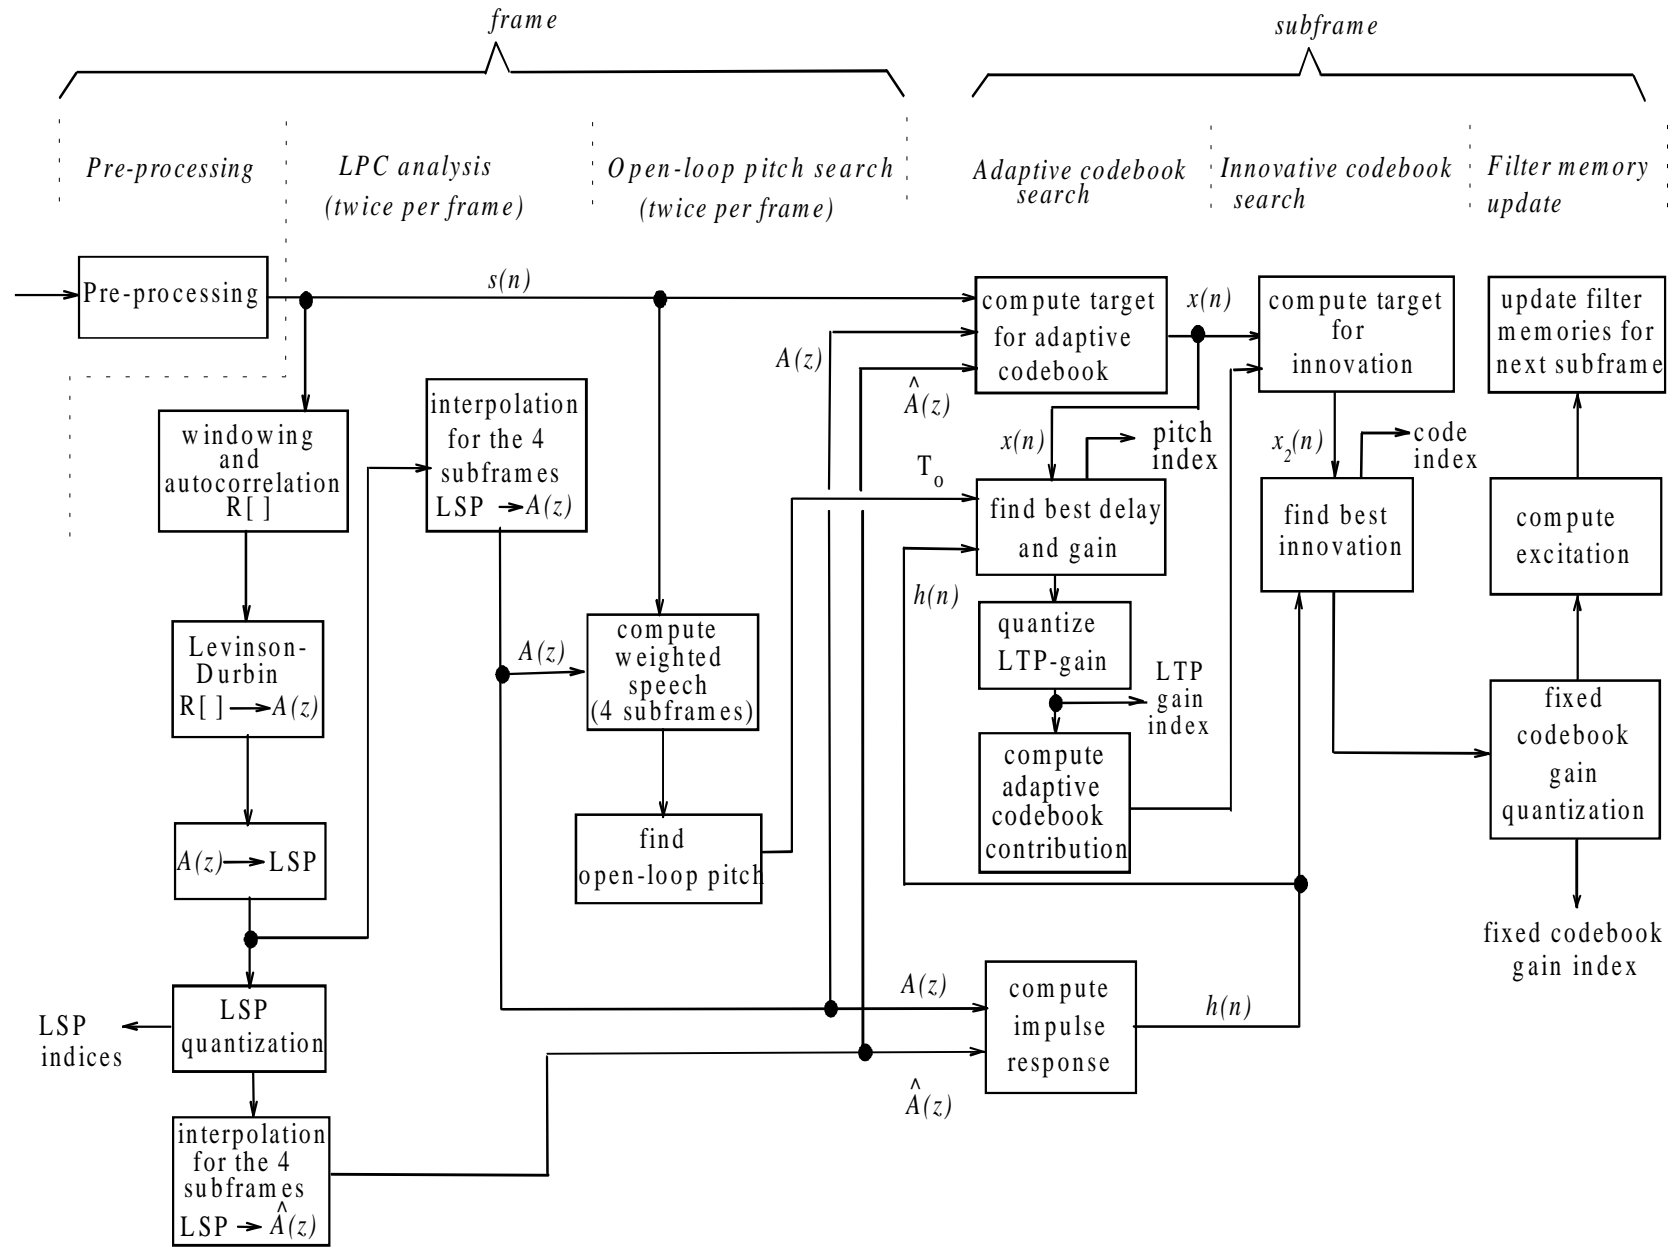 frame
subframe
Pre-processing
LPC analysis
(twice per frame)
Open-loop pitch search
(twice per frame)
Adaptive codebook
search
Innovative codebook
search
Filter memory
update
Pre-processing
s(n)
windowing
and
autocorrelation
R[ ]
Levinson-
Durbin
R[ ] → A(z)
A(z) → LSP
LSP
quantization
LSP
indices
interpolation
for the 4
subframes
LSP → Â(z)
interpolation
for the 4
subframes
LSP → A(z)
A(z)
compute
weighted
speech
(4 subframes)
find
open-loop pitch
T₀
A(z)
Â(z)
compute target
for adaptive
codebook
x(n)
x(n)
pitch
index
find best delay
and gain
h(n)
quantize
LTP-gain
LTP
gain
index
compute
adaptive
codebook
contribution
A(z)
Â(z)
compute
impulse
response
h(n)
compute target
for
innovation
x₂(n)
code
index
find best
innovation
update filter
memories for
next subframe
compute
excitation
fixed
codebook
gain
quantization
fixed codebook
gain index